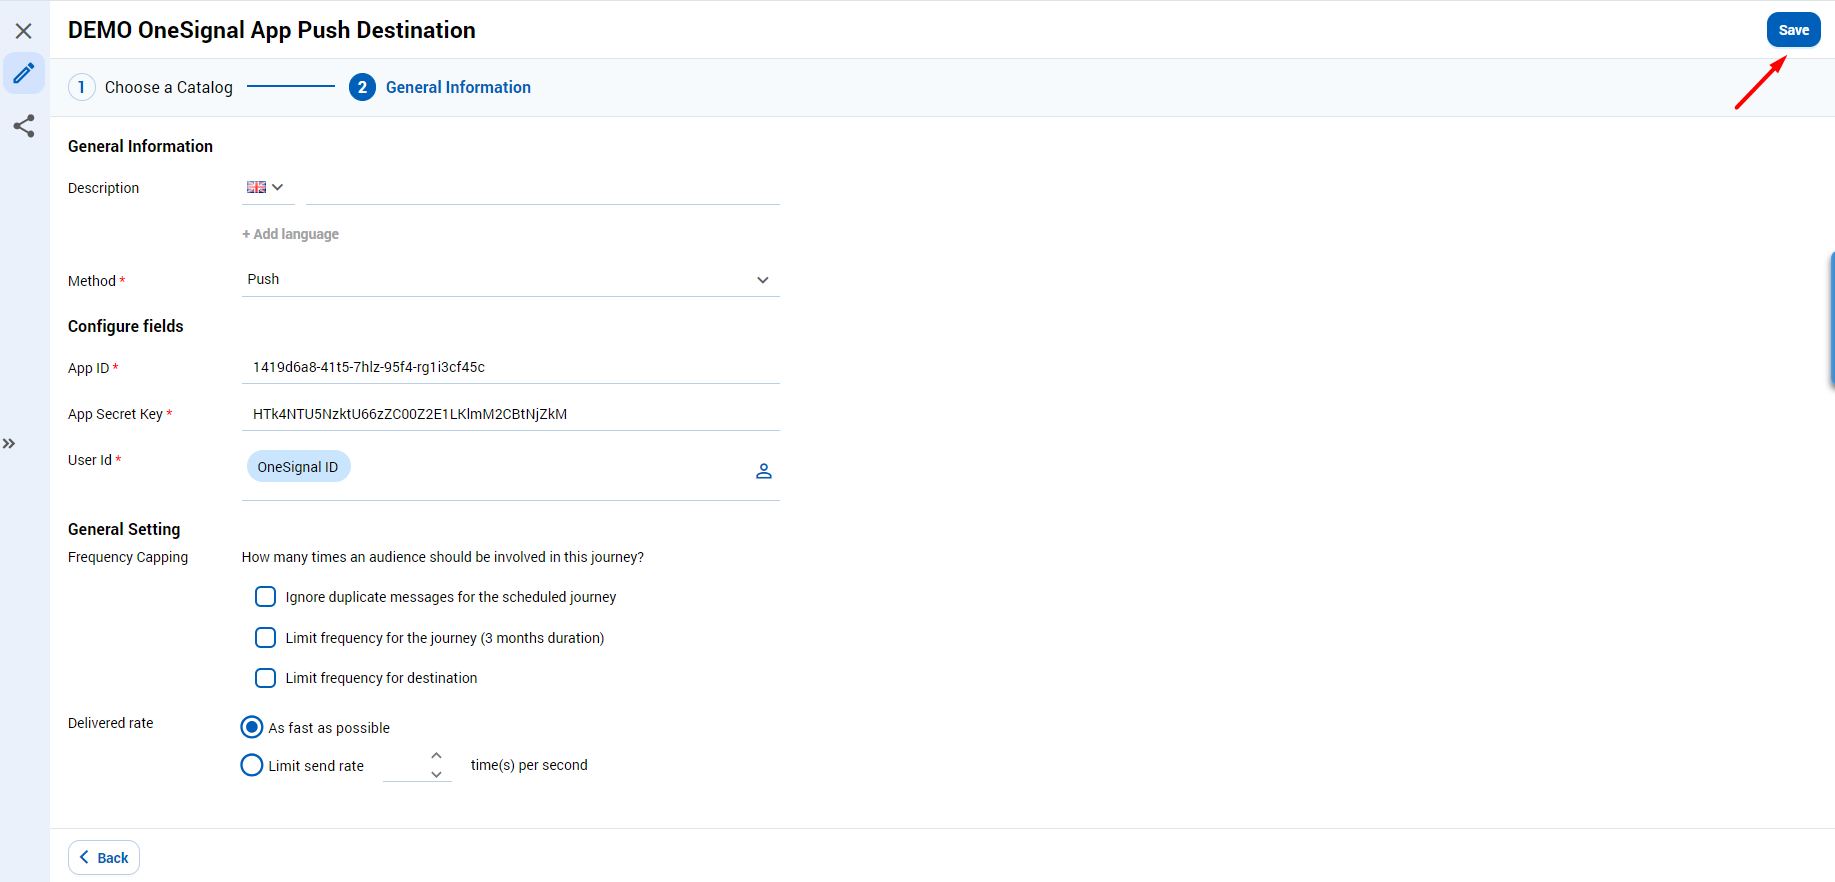 DEMO OneSignal App Push Destination
Save
1 Choose a Catalog 2 General Information
General Information
Description
+ Add language
Method * Push
Configure fields
App ID * 1419d6a8-41t5-7hlz-95f4-rg1i3cf45c
App Secret Key * HTk4NTU5NzktU66zZC00Z2E1LKlmM2CBtNjZkM
User Id * OneSignal ID
General Setting
Frequency Capping How many times an audience should be involved in this journey?
Ignore duplicate messages for the scheduled journey
Limit frequency for the journey (3 months duration)
Limit frequency for destination
Delivered rate As fast as possible
Limit send rate time(s) per second
Back